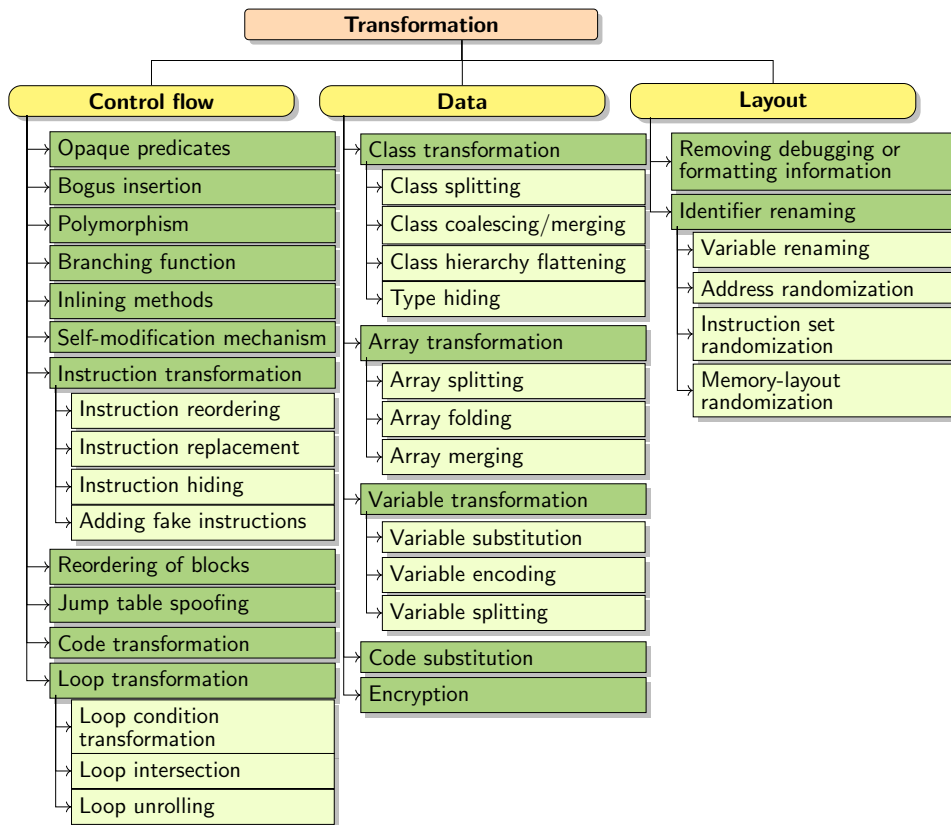 Transformation
Control flow
Opaque predicates
Bogus insertion
Polymorphism
Branching function
Inlining methods
Self-modification mechanism
Instruction transformation
Instruction reordering
Instruction replacement
Instruction hiding
Adding fake instructions
Reordering of blocks
Jump table spoofing
Code transformation
Loop transformation
Loop condition
transformation
Loop intersection
Loop unrolling
Data
Class transformation
Class splitting
Class coalescing/merging
Class hierarchy flattening
Type hiding
Array transformation
Array splitting
Array folding
Array merging
Variable transformation
Variable substitution
Variable encoding
Variable splitting
Code substitution
Encryption
Layout
Removing debugging or
formatting information
Identifier renaming
Variable renaming
Address randomization
Instruction set
randomization
Memory-layout
randomization